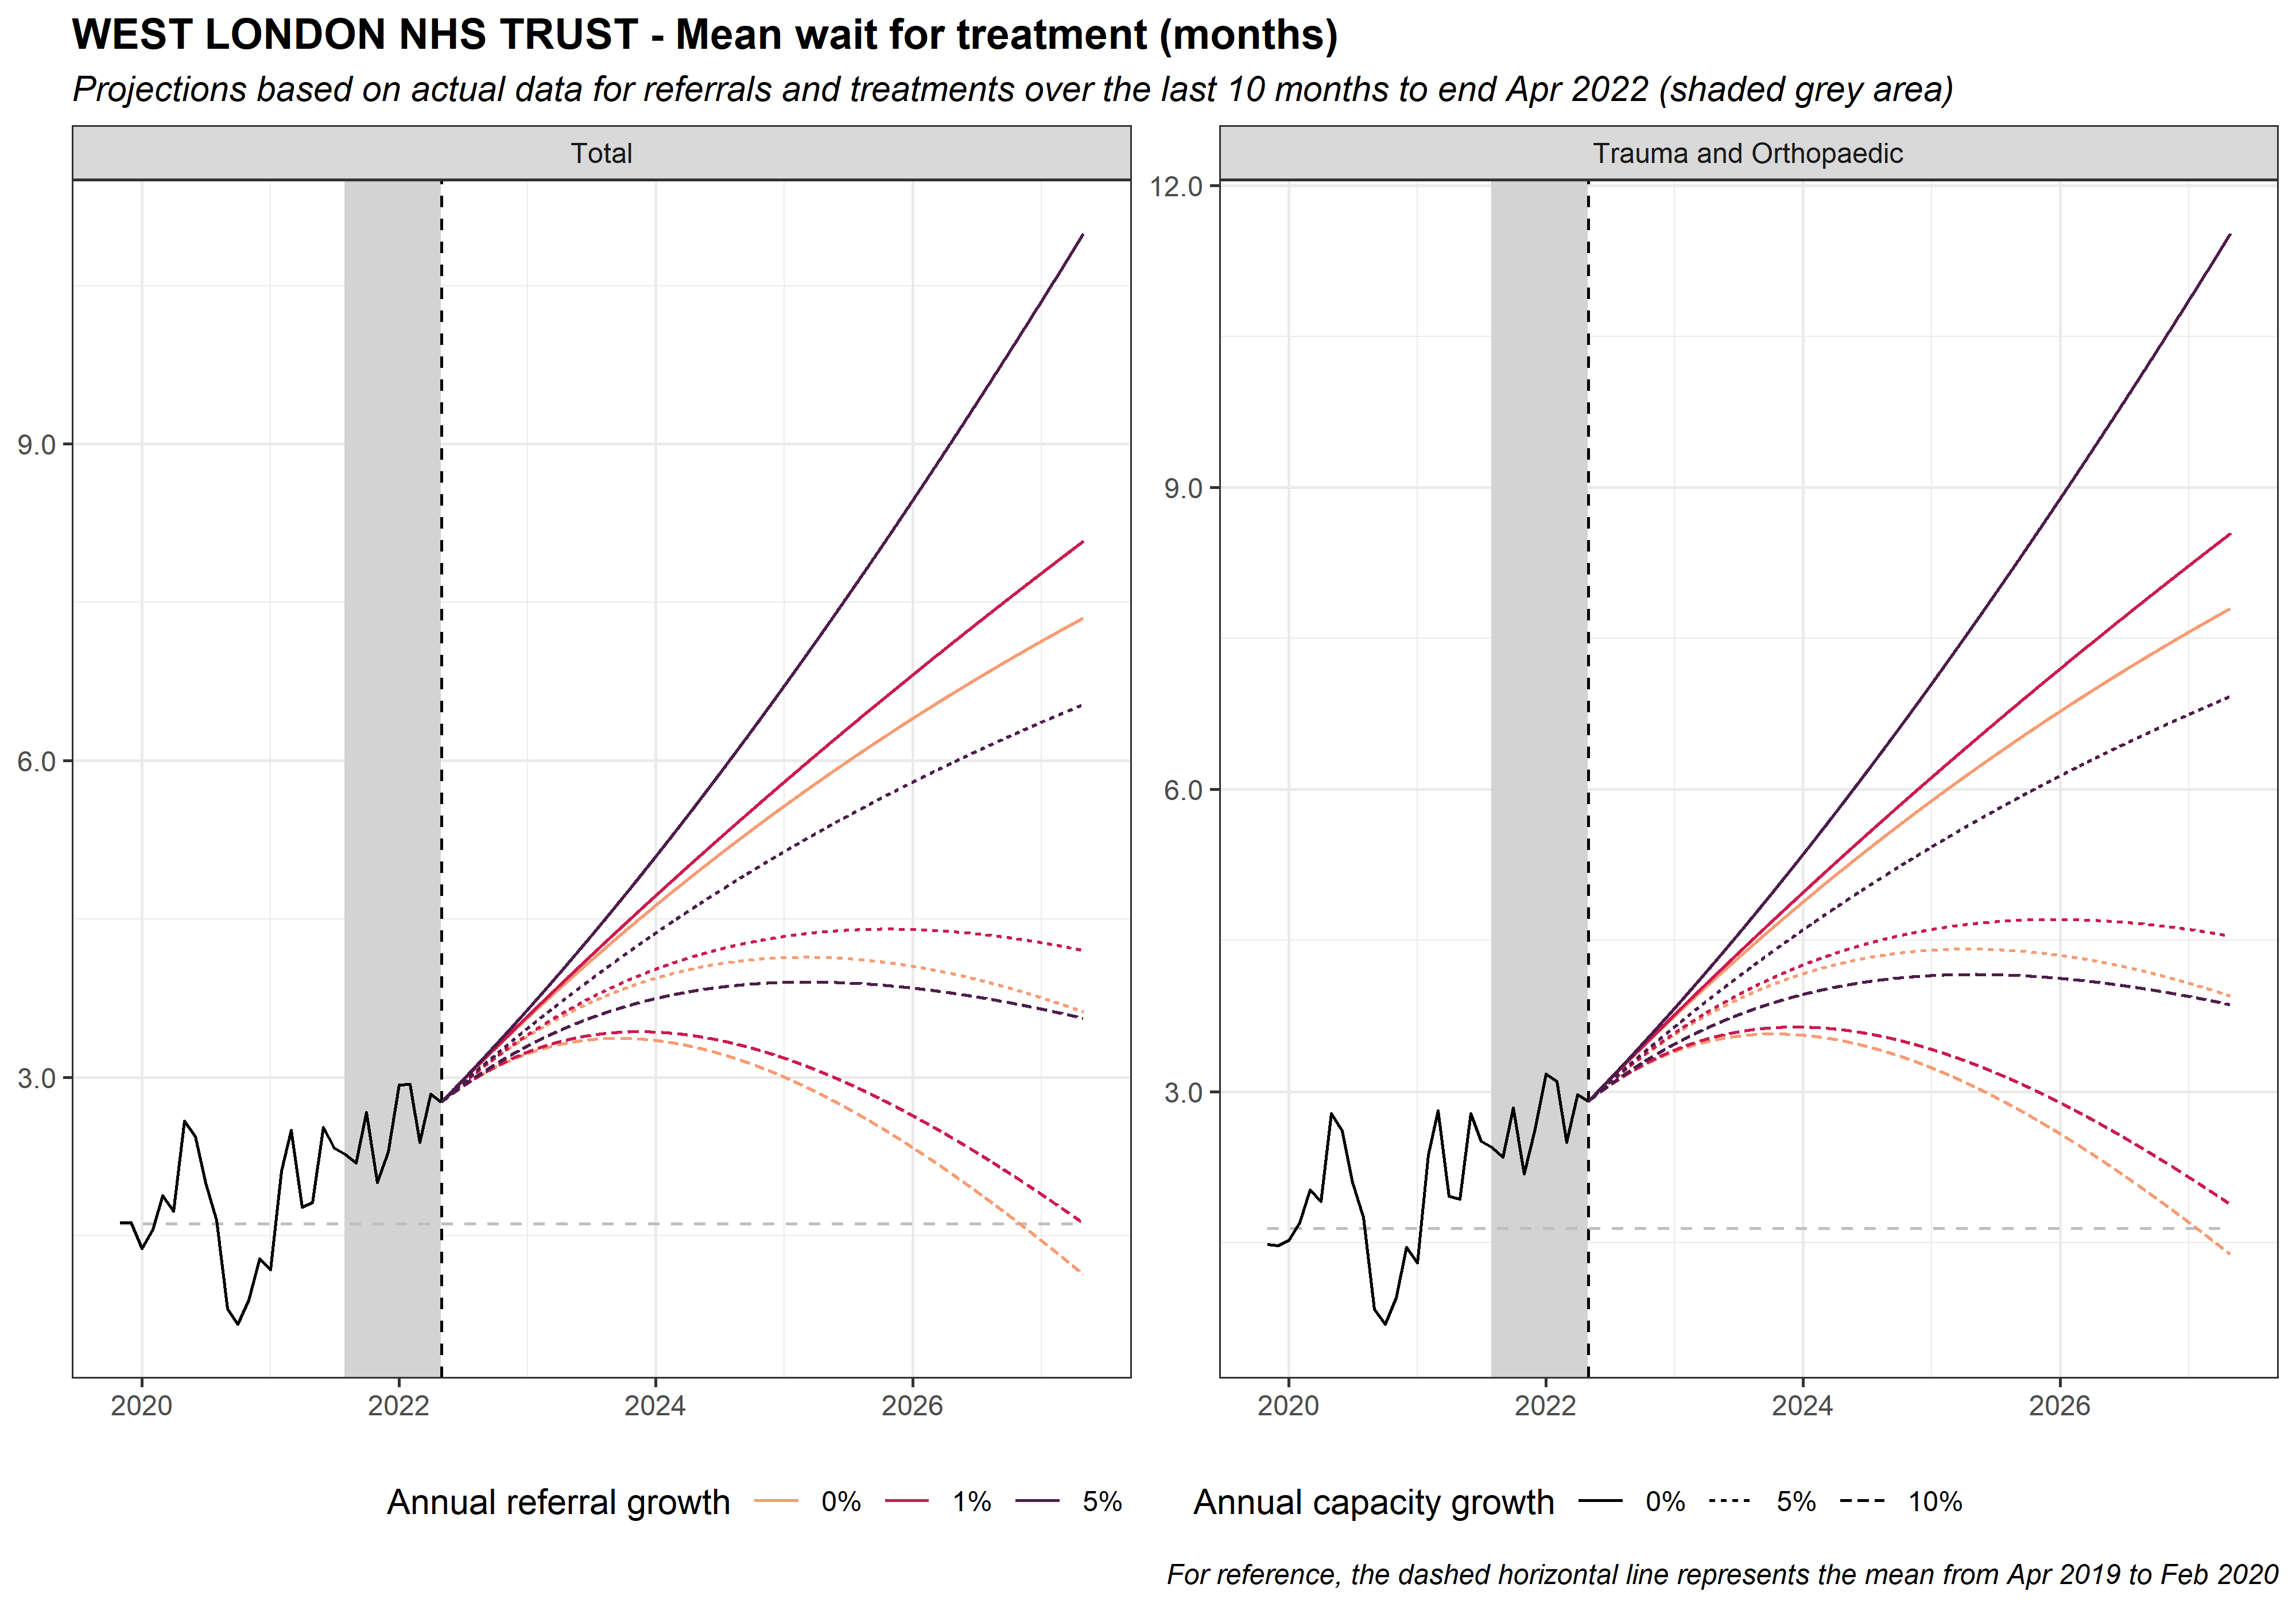 WEST LONDON NHS TRUST - Mean wait for treatment (months)
Projections based on actual data for referrals and treatments over the last 10 months to end Apr 2022 (shaded grey area)
Total
9.0
6.0
3.0
2020 2022 2024 2026
Trauma and Orthopaedic
12.0
9.0
6.0
3.0
2020 2022 2024 2026
Annual referral growth 0% 1% 5%
Annual capacity growth 0% 5% 10%
For reference, the dashed horizontal line represents the mean from Apr 2019 to Feb 2020